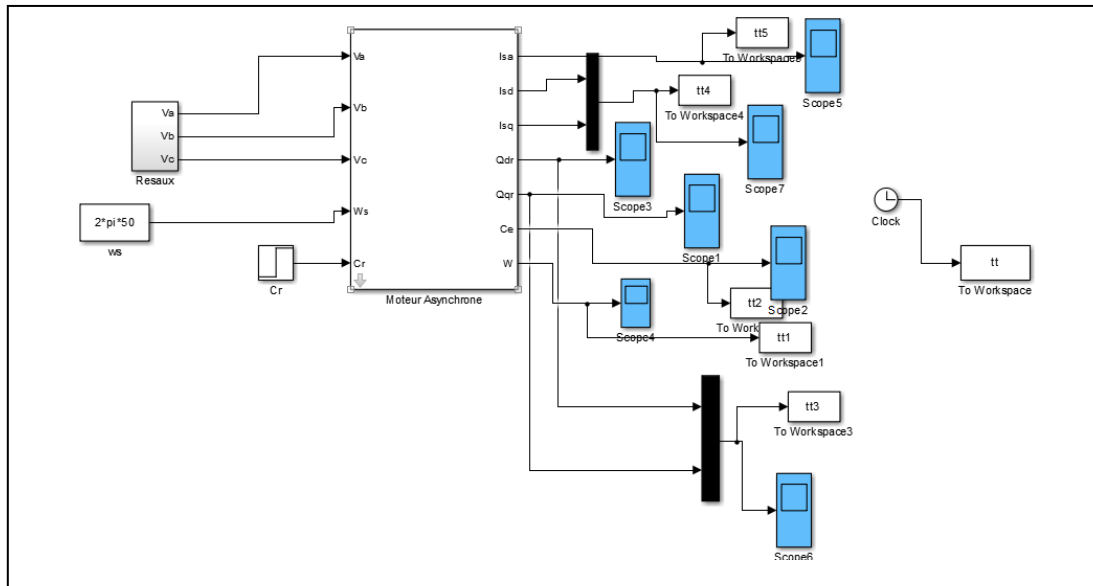 Va
Vb
Vc
Resaux
2*pi*50
ws
Cr
Va
Vb
Vc
Ws
Cr
Isa
Isd
Isq
Qdr
Qqr
Ce
W
Moteur Asynchrone
tt5
To Workspace5
Scope5
tt4
To Workspace4
Scope7
Scope3
Scope1
Scope2
tt2
To Work
Scope4
tt1
To Workspace1
tt3
To Workspace3
Scope6
Clock
tt
To Workspace